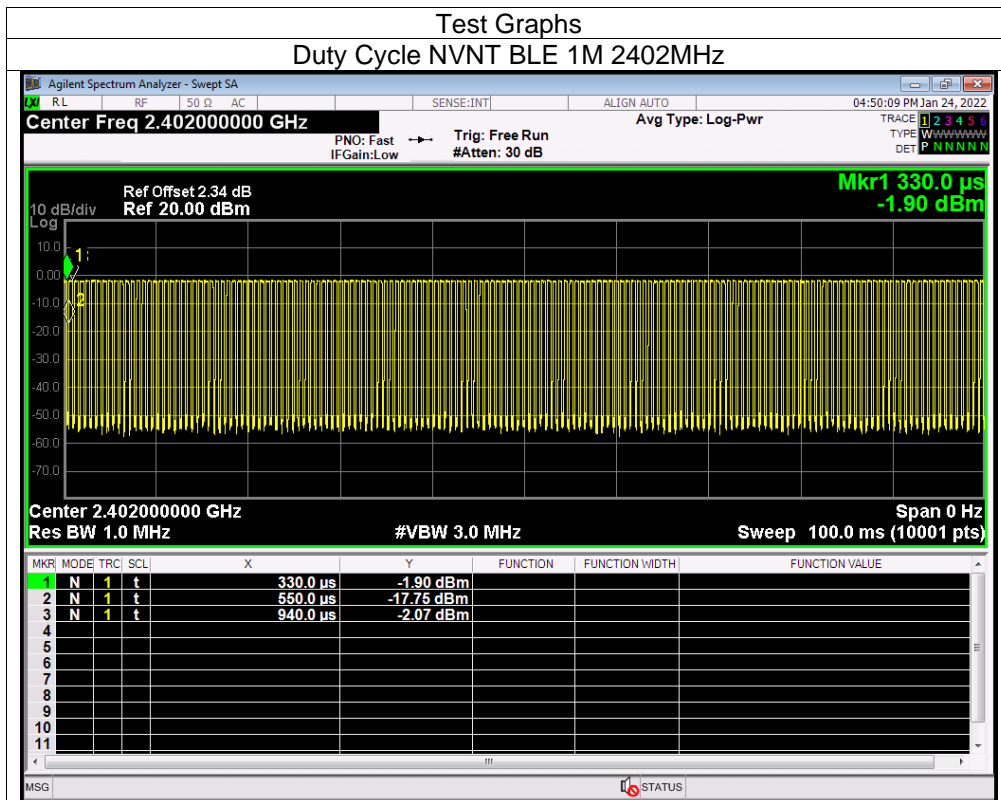 Test Graphs
Duty Cycle NVNT BLE 1M 2402MHz
Agilent Spectrum Analyzer - Swept SA
LXI RL RF 50 Ω AC SENSE:INT ALIGN AUTO 04:50:09 PM Jan 24, 2022
Center Freq 2.402000000 GHz Avg Type: Log-Pwr TRACE 1 2 3 4 5 6
PNO: Fast Trig: Free Run TYPE WWWWWW
IFGain:Low #Atten: 30 dB DET P N N N N N
Mkr1 330.0 µs
Ref Offset 2.34 dB
10 dB/div Ref 20.00 dBm -1.90 dBm
Log
10.0
1
0.00
-10.0
2
-20.0
-30.0
-40.0
-50.0
-60.0
-70.0
Center 2.402000000 GHz Span 0 Hz
Res BW 1.0 MHz #VBW 3.0 MHz Sweep 100.0 ms (10001 pts)
MKR MODE TRC SCL X Y FUNCTION FUNCTION WIDTH FUNCTION VALUE
1 N 1 t 330.0 µs -1.90 dBm
2 N 1 t 550.0 µs -17.75 dBm
3 N 1 t 940.0 µs -2.07 dBm
4
5
6
7
8
9
10
11
MSG STATUS